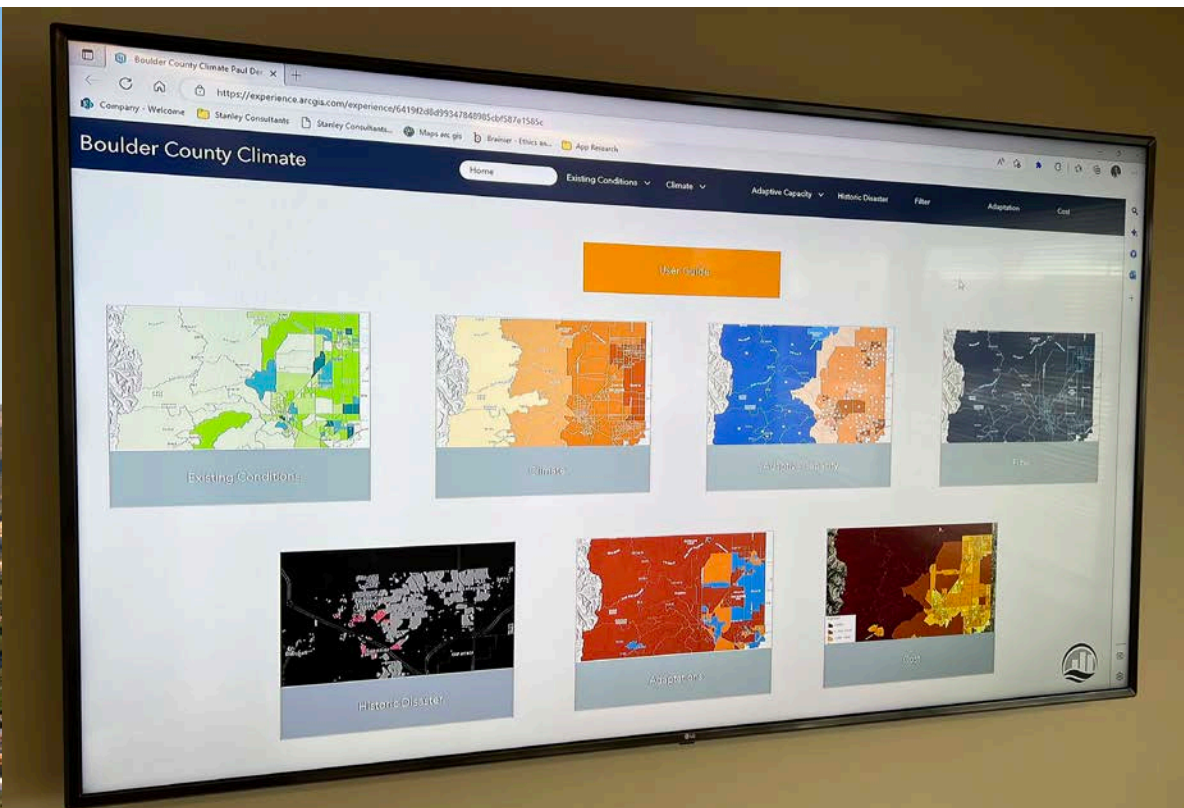 Boulder County Climate Paul Der
https://experience.arcgis.com/experience/6419f2d8d99347848985cbf587e1585c
Company - Welcome Stanley Consultants Stanley Consultants... Maps arc gis Brainier - Ethics an... App Research
Boulder County Climate
Home Existing Conditions Climate Adaptive Capacity Historic Disaster Filter Adaptation Cost
User Guide
Existing Conditions Climate Adaptive Capacity Filter
Historic Disaster Adaptations Cost
LG